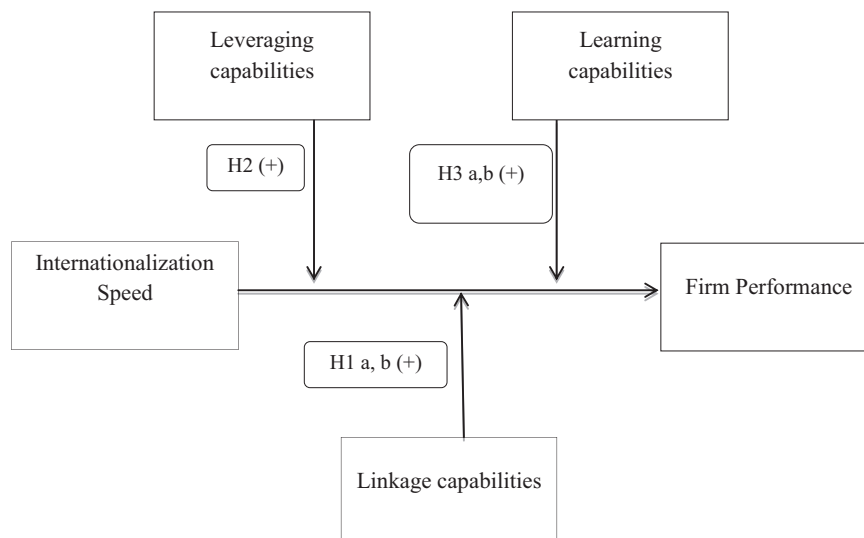 Leveraging
capabilities
Learning
capabilities
H2 (+)
H3 a,b (+)
Internationalization
Speed
Firm Performance
H1 a, b (+)
Linkage capabilities